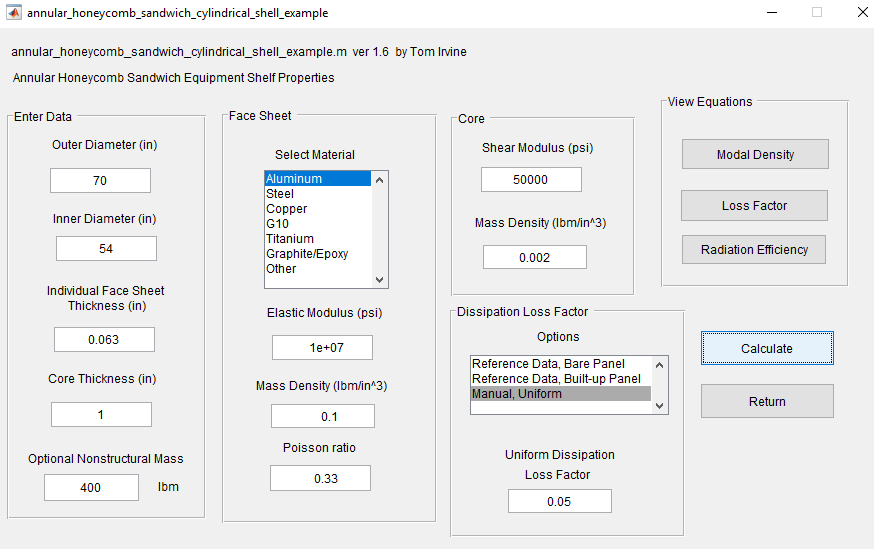 annular_honeycomb_sandwich_cylindrical_shell_example
annular_honeycomb_sandwich_cylindrical_shell_example.m ver 1.6 by Tom Irvine
Annular Honeycomb Sandwich Equipment Shelf Properties
Enter Data
Outer Diameter (in)
70
Inner Diameter (in)
54
Individual Face Sheet
Thickness (in)
0.063
Core Thickness (in)
1
Optional Nonstructural Mass
400 lbm
Face Sheet
Select Material
Aluminum
Steel
Copper
G10
Titanium
Graphite/Epoxy
Other
Elastic Modulus (psi)
1e+07
Mass Density (lbm/in^3)
0.1
Poisson ratio
0.33
Core
Shear Modulus (psi)
50000
Mass Density (lbm/in^3)
0.002
Dissipation Loss Factor
Options
Reference Data, Bare Panel
Reference Data, Built-up Panel
Manual, Uniform
Uniform Dissipation
Loss Factor
0.05
View Equations
Modal Density
Loss Factor
Radiation Efficiency
Calculate
Return